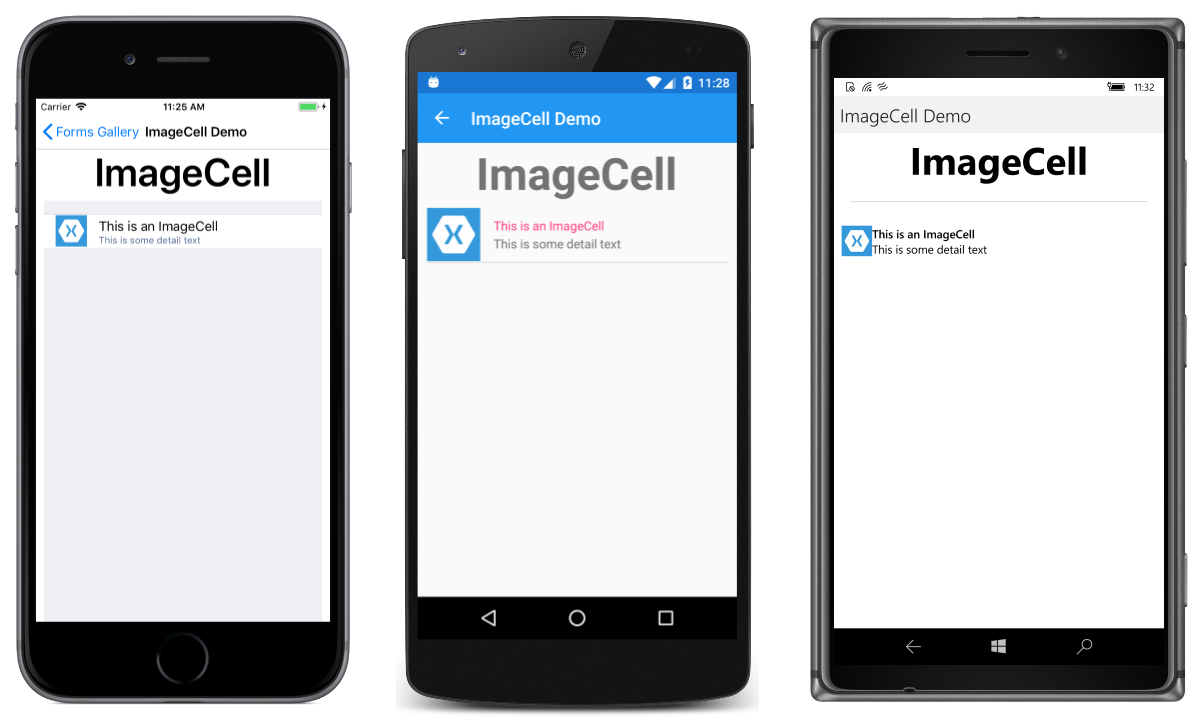 Carrier 11:25 AM
Forms Gallery ImageCell Demo
ImageCell
This is an ImageCell
This is some detail text
11:28
ImageCell Demo
ImageCell
This is an ImageCell
This is some detail text
11:32
ImageCell Demo
ImageCell
This is an ImageCell
This is some detail text